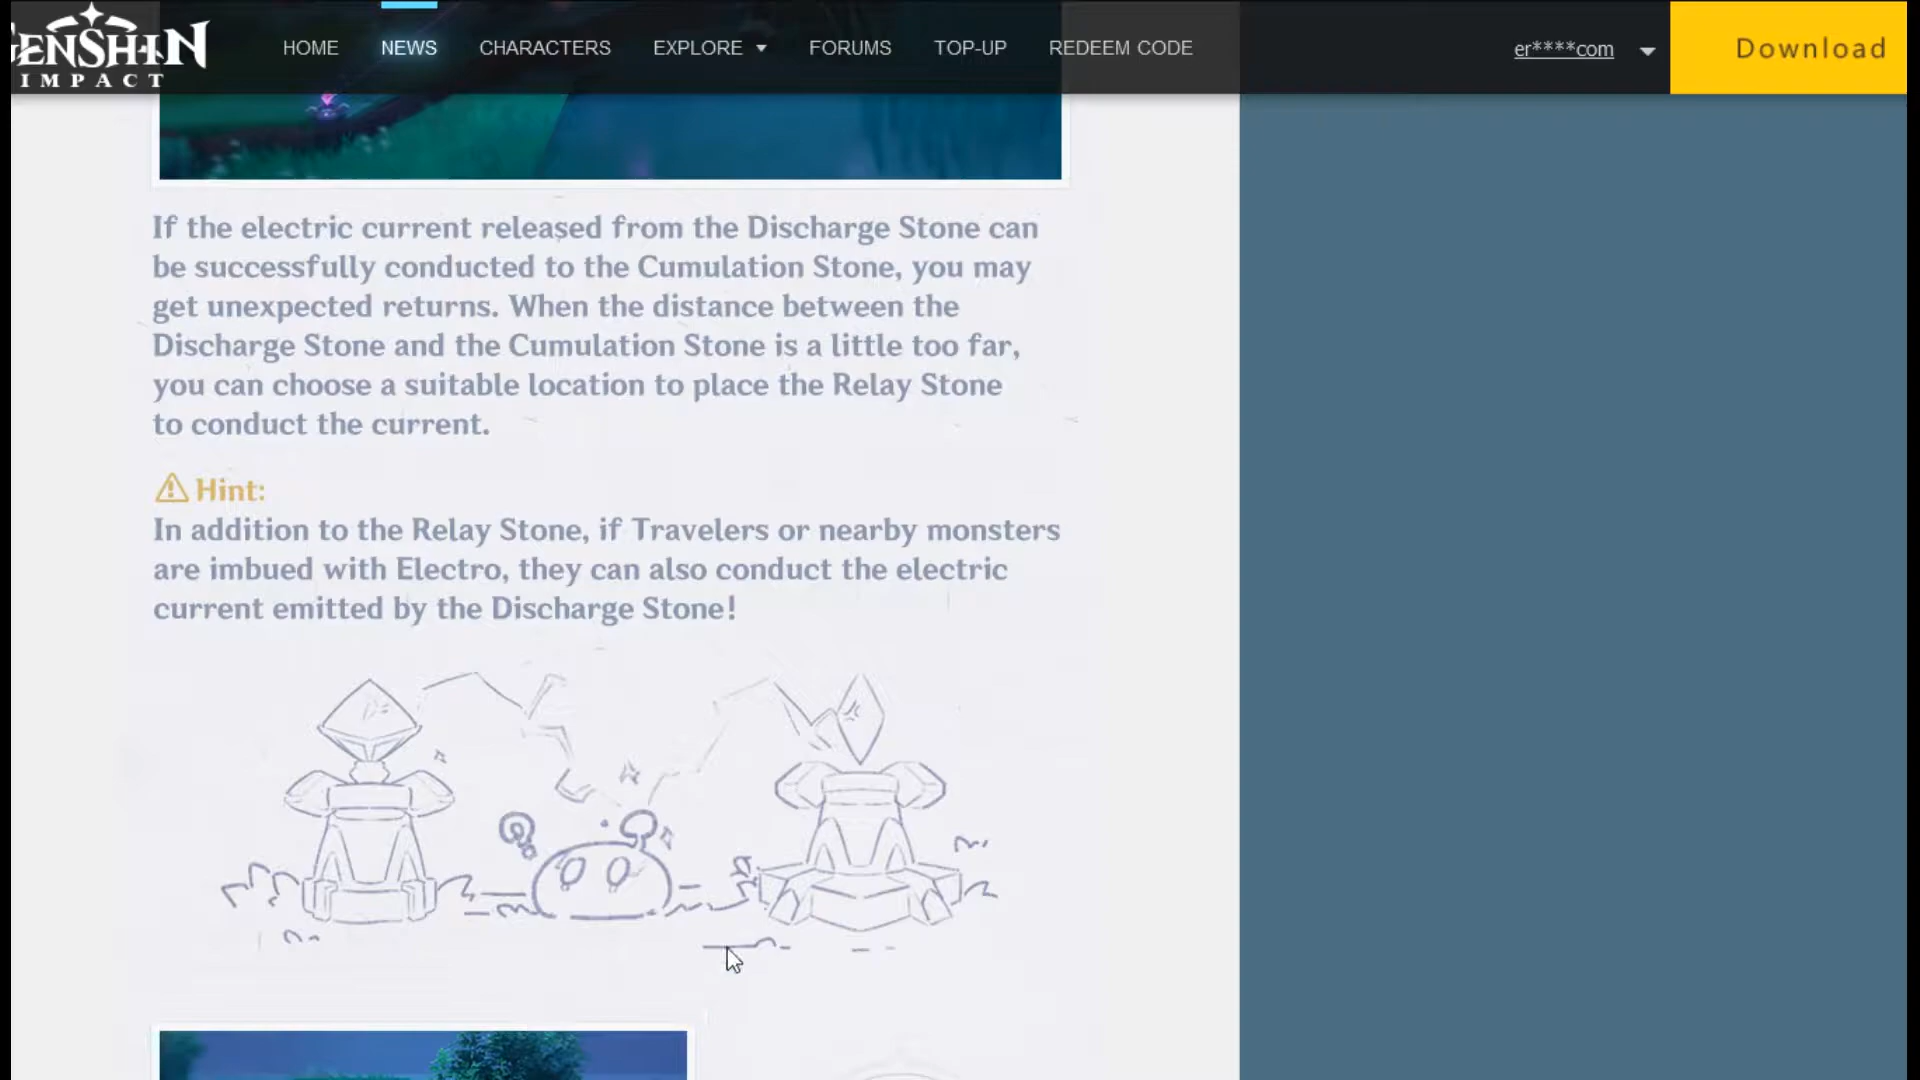 GENSHIN
IMPACT
HOME NEWS CHARACTERS EXPLORE FORUMS TOP-UP REDEEM CODE er****com Download
If the electric current released from the Discharge Stone can
be successfully conducted to the Cumulation Stone, you may
get unexpected returns. When the distance between the
Discharge Stone and the Cumulation Stone is a little too far,
you can choose a suitable location to place the Relay Stone
to conduct the current.
Hint:
In addition to the Relay Stone, if Travelers or nearby monsters
are imbued with Electro, they can also conduct the electric
current emitted by the Discharge Stone!